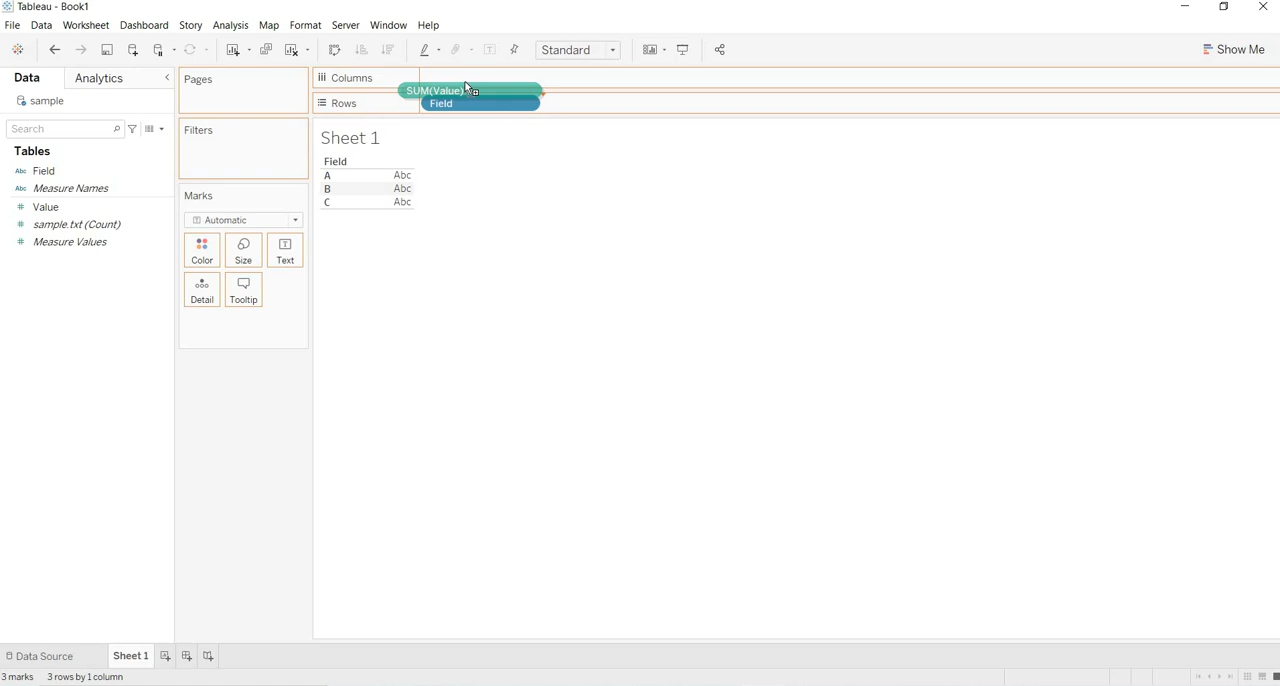 Tableau - Book1
File Data Worksheet Dashboard Story Analysis Map Format Server Window Help
Standard
Show Me
Data Analytics
Pages
Columns
sample
SUM(Value)
Rows
Field
Search
Filters
Sheet 1
Tables
Field
Abc Field
A Abc
Abc Measure Names
B Abc
Marks
C Abc
# Value
Automatic
# sample.txt (Count)
# Measure Values
Color Size Text
Detail Tooltip
Data Source Sheet 1
3 marks 3 rows by 1 column